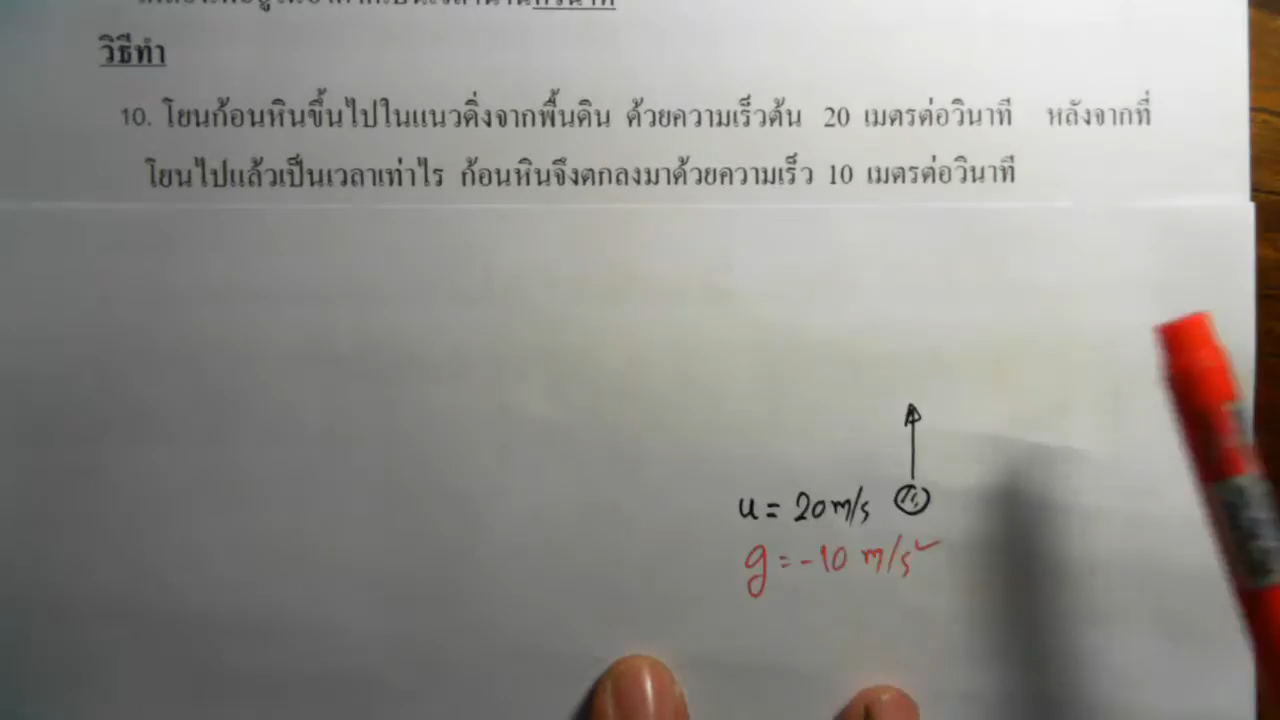 วิธีทำ
10. โยนก้อนหินขึ้นไปในแนวดิ่งจากพื้นดิน ด้วยความเร็วต้น 20 เมตรต่อวินาที หลังจากที่
โยนไปแล้วเป็นเวลาเท่าไร ก้อนหินจึงตกลงมาด้วยความเร็ว 10 เมตรต่อวินาที
u = 20 m/s
g = -10 m/s²